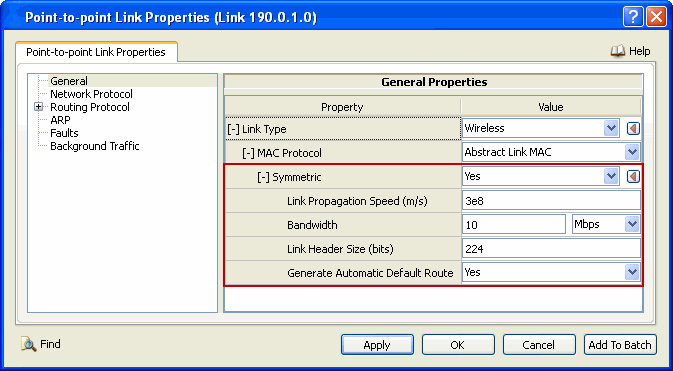 Point-to-point Link Properties (Link 190.0.1.0)
Point-to-point Link Properties
Help
General
Network Protocol
Routing Protocol
ARP
Faults
Background Traffic
General Properties
Property Value
[-] Link Type Wireless
[-] MAC Protocol Abstract Link MAC
[-] Symmetric Yes
Link Propagation Speed (m/s) 3e8
Bandwidth 10 Mbps
Link Header Size (bits) 224
Generate Automatic Default Route Yes
Find Apply OK Cancel Add To Batch